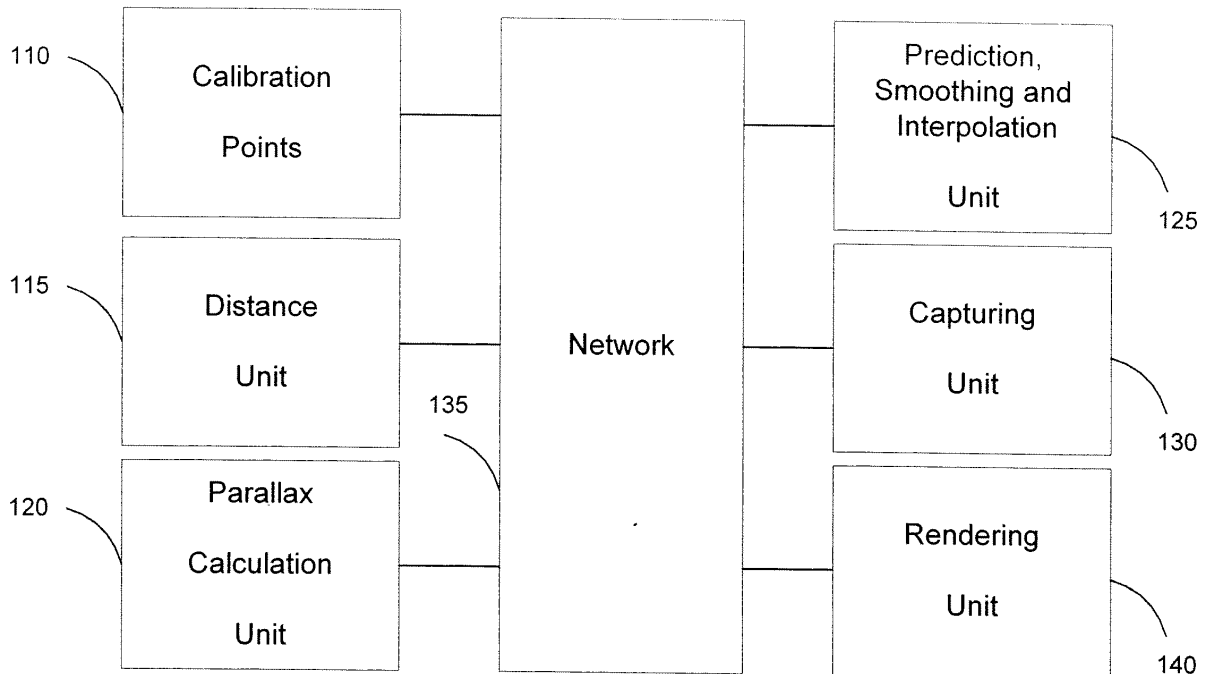 110
Calibration
Points
115
Distance
Unit
120
Parallax
Calculation
Unit
135
Network
Prediction,
Smoothing and
Interpolation
Unit
125
Capturing
Unit
130
Rendering
Unit
140